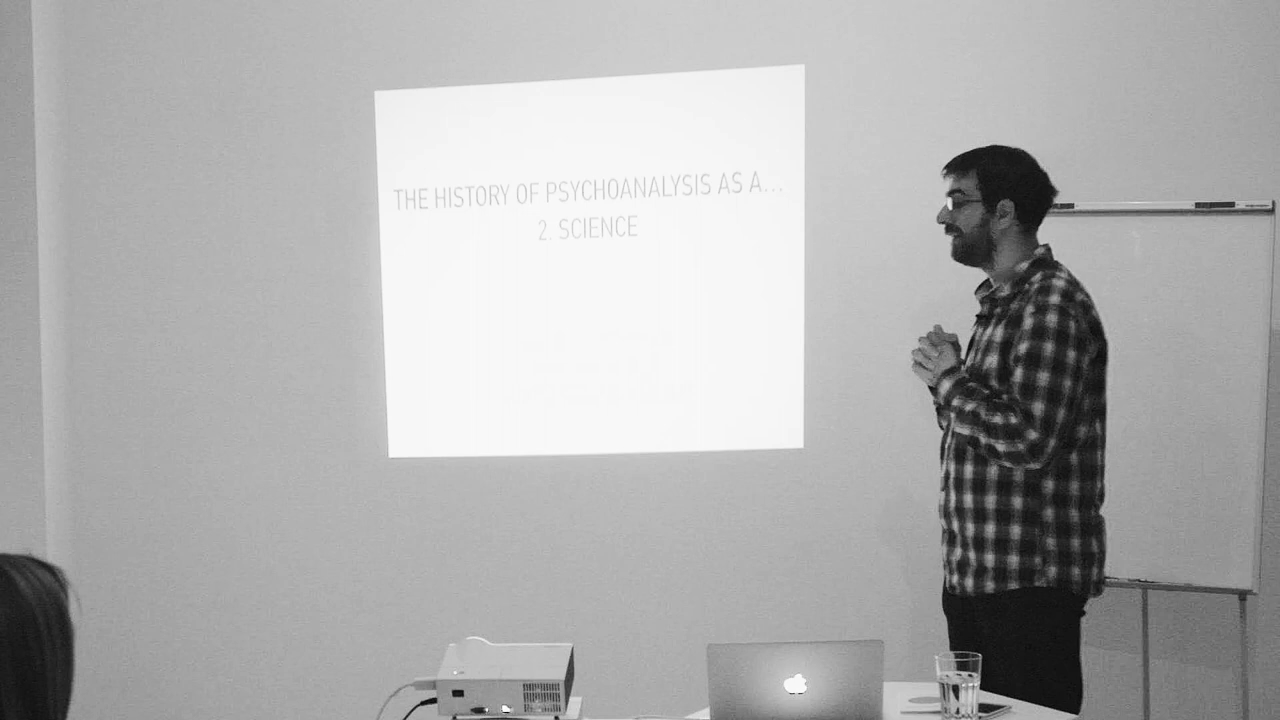 THE HISTORY OF PSYCHOANALYSIS AS A...
2. SCIENCE